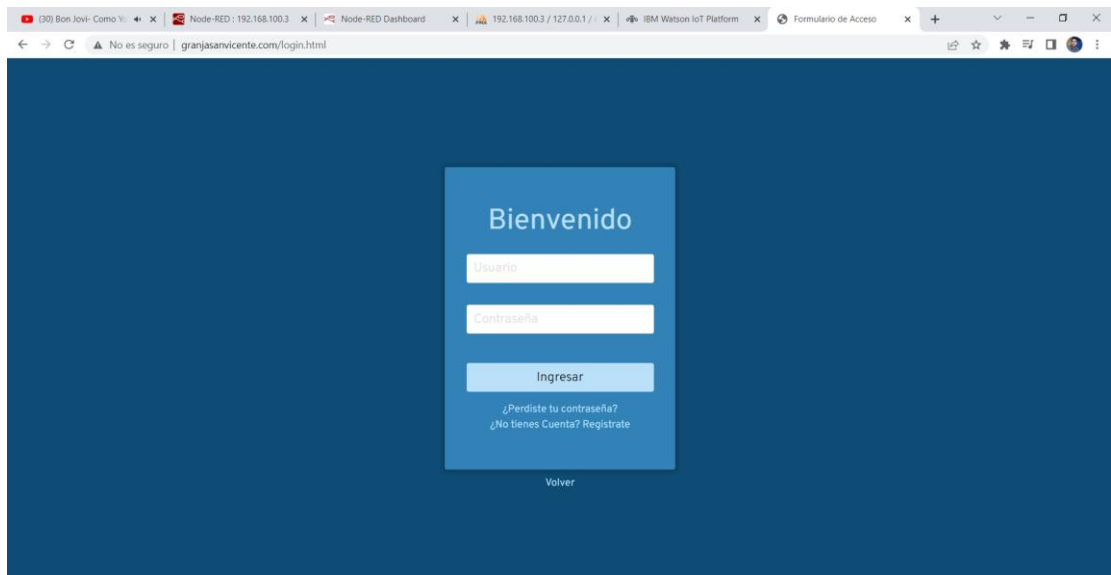 (30) Bon Jovi- Como Yo
Node-RED : 192.168.100.3
Node-RED Dashboard
192.168.100.3 / 127.0.0.1 /
IBM Watson IoT Platform
Formulario de Acceso
No es seguro | granjasanvicente.com/login.html
Bienvenido
Usuario
Contraseña
Ingresar
¿Perdiste tu contraseña?
¿No tienes Cuenta? Registrate
Volver